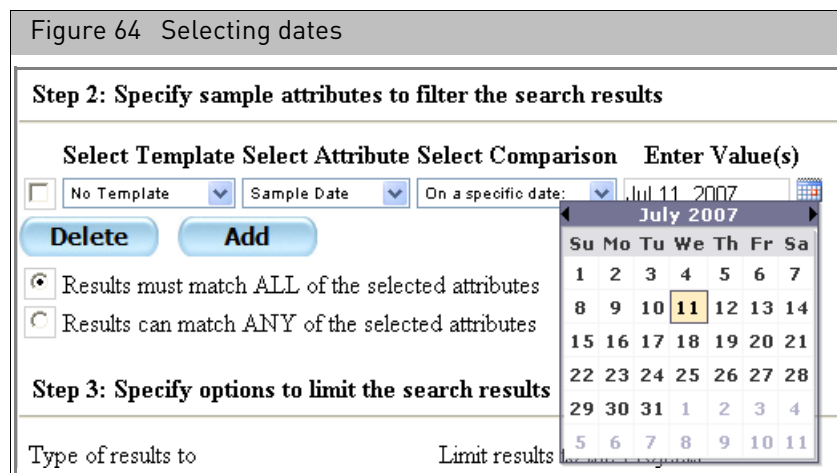 Figure 64 Selecting dates
Step 2: Specify sample attributes to filter the search results
Select Template Select Attribute Select Comparison Enter Value(s)
No Template Sample Date On a specific date: Jul 11, 2007
Delete Add
Results must match ALL of the selected attributes
Results can match ANY of the selected attributes
July 2007
Su Mo Tu We Th Fr Sa
1 2 3 4 5 6 7
8 9 10 11 12 13 14
15 16 17 18 19 20 21
22 23 24 25 26 27 28
29 30 31 1 2 3 4
5 6 7 8 9 10 11
Step 3: Specify options to limit the search results
Type of results to Limit results